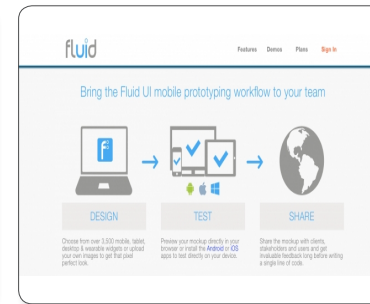 fluid
Features Demos Plans Sign In
Bring the Fluid UI mobile prototyping workflow to your team
f
DESIGN
TEST
SHARE
Choose from over 3,500 mobile, tablet,
desktop & wearable widgets or upload
your own images to get that pixel
perfect look.
Preview your mockup directly in your
browser or install the Android or iOS
apps to test directly on your device.
Share the mockup with clients,
stakeholders and users and get
invaluable feedback long before writing
a single line of code.